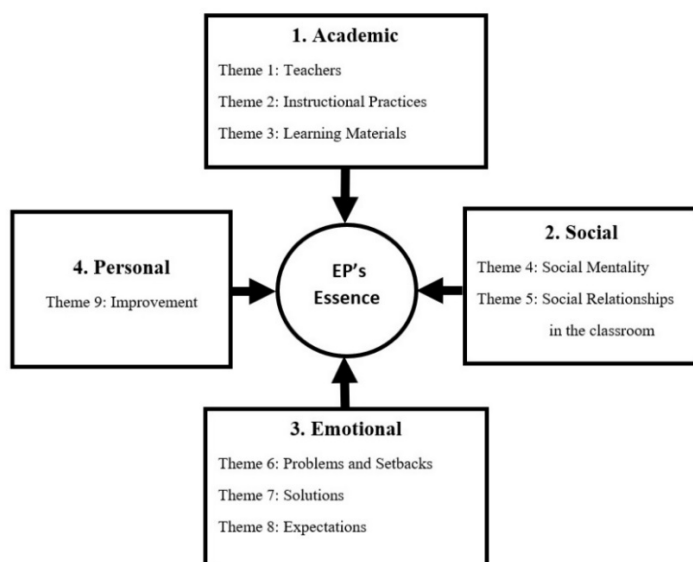 1. Academic
Theme 1: Teachers
Theme 2: Instructional Practices
Theme 3: Learning Materials
4. Personal
Theme 9: Improvement
EP's
Essence
2. Social
Theme 4: Social Mentality
Theme 5: Social Relationships
in the classroom
3. Emotional
Theme 6: Problems and Setbacks
Theme 7: Solutions
Theme 8: Expectations